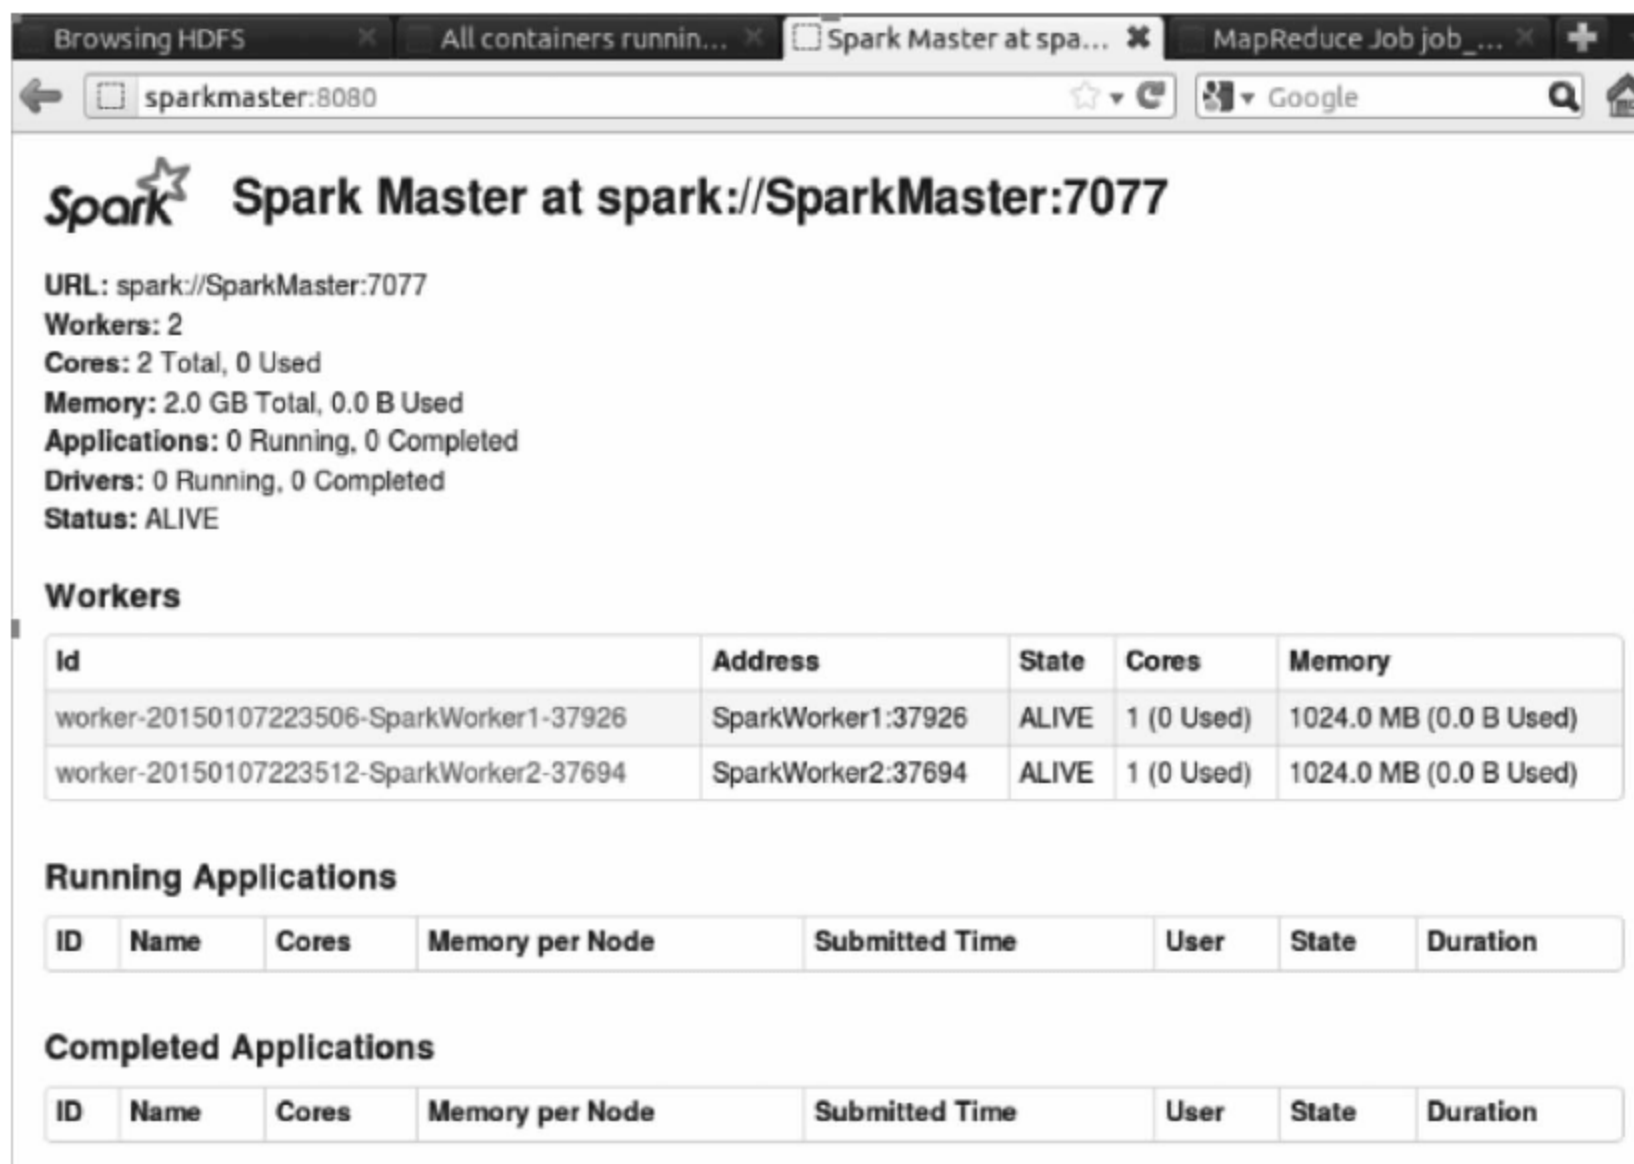 Browsing HDFS All containers runnin... Spark Master at spa... MapReduce Job job_...
sparkmaster:8080 Google
Spark Spark Master at spark://SparkMaster:7077
URL: spark://SparkMaster:7077
Workers: 2
Cores: 2 Total, 0 Used
Memory: 2.0 GB Total, 0.0 B Used
Applications: 0 Running, 0 Completed
Drivers: 0 Running, 0 Completed
Status: ALIVE
Workers
Id Address State Cores Memory
worker-20150107223506-SparkWorker1-37926 SparkWorker1:37926 ALIVE 1 (0 Used) 1024.0 MB (0.0 B Used)
worker-20150107223512-SparkWorker2-37694 SparkWorker2:37694 ALIVE 1 (0 Used) 1024.0 MB (0.0 B Used)
Running Applications
ID Name Cores Memory per Node Submitted Time User State Duration
Completed Applications
ID Name Cores Memory per Node Submitted Time User State Duration